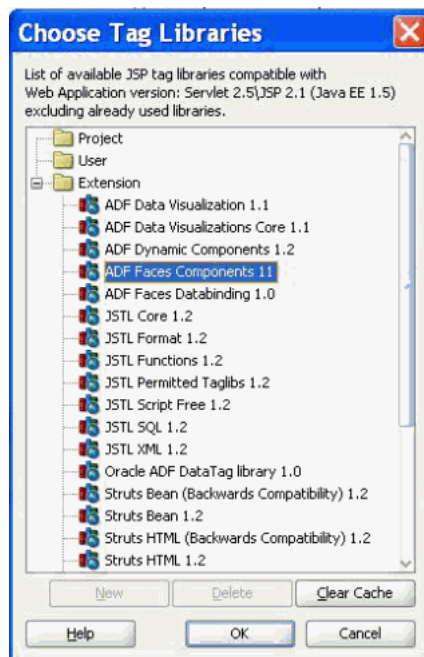 Choose Tag Libraries
List of available JSP tag libraries compatible with
Web Application version: Servlet 2.5\JSP 2.1 (Java EE 1.5)
excluding already used libraries.
Project
User
Extension
ADF Data Visualization 1.1
ADF Data Visualizations Core 1.1
ADF Dynamic Components 1.2
ADF Faces Components 11
ADF Faces Databinding 1.0
JSTL Core 1.2
JSTL Format 1.2
JSTL Functions 1.2
JSTL Permitted Taglibs 1.2
JSTL Script Free 1.2
JSTL SQL 1.2
JSTL XML 1.2
Oracle ADF DataTag library 1.0
Struts Bean (Backwards Compatibility) 1.2
Struts Bean 1.2
Struts HTML (Backwards Compatibility) 1.2
Struts HTML 1.2
New Delete Clear Cache
Help OK Cancel